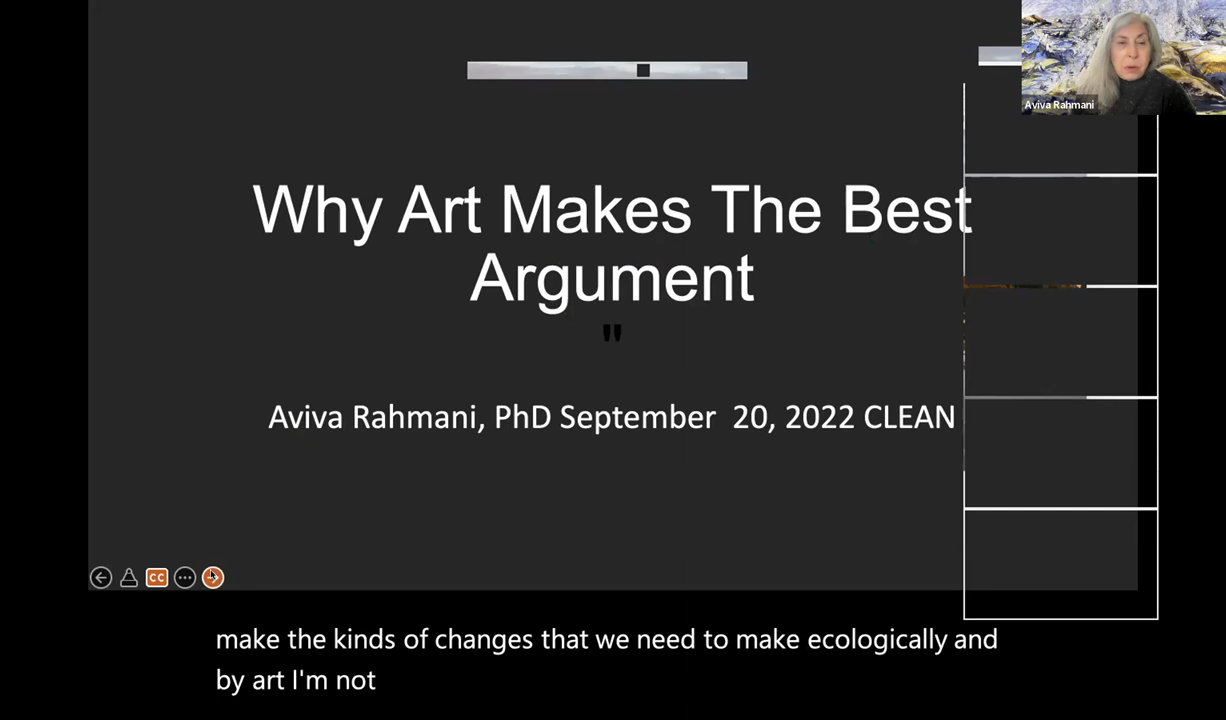 Aviva Rahmani
Why Art Makes The Best
Argument
"
Aviva Rahmani, PhD September 20, 2022 CLEAN
CC
make the kinds of changes that we need to make ecologically and
by art I'm not